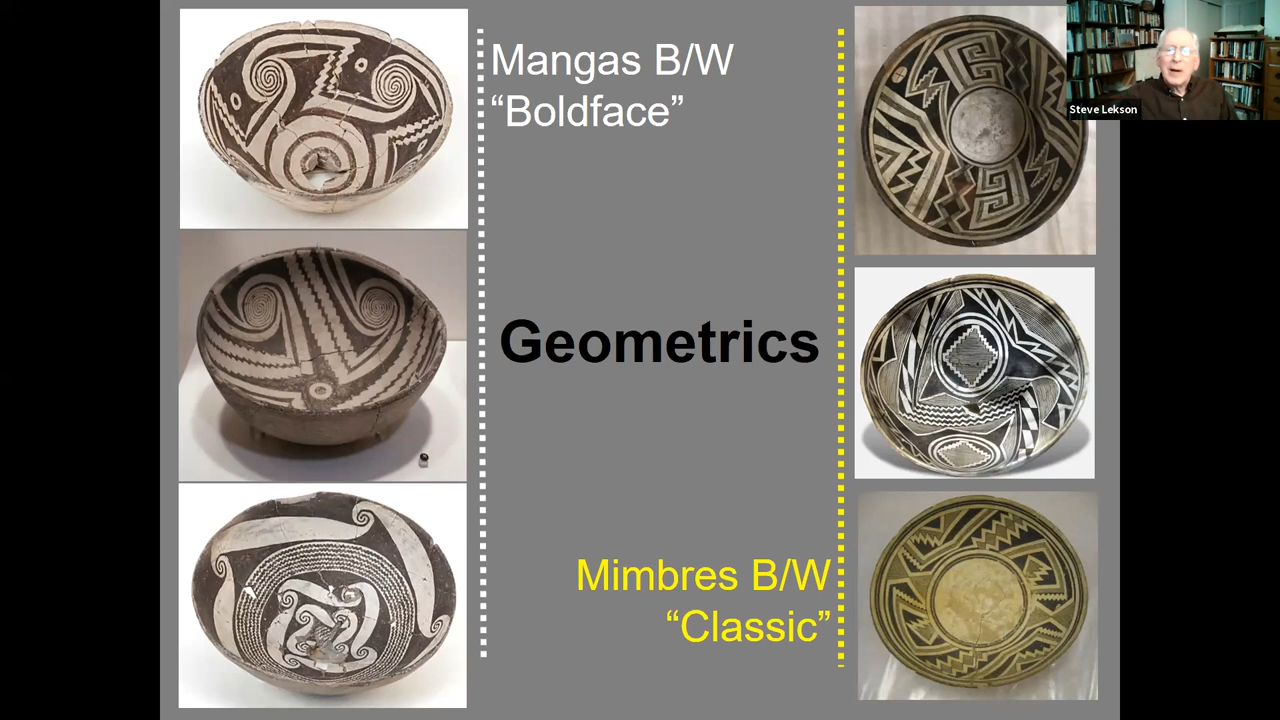 Mangas B/W
“Boldface”
Steve Lekson
Geometrics
Mimbres B/W
“Classic”